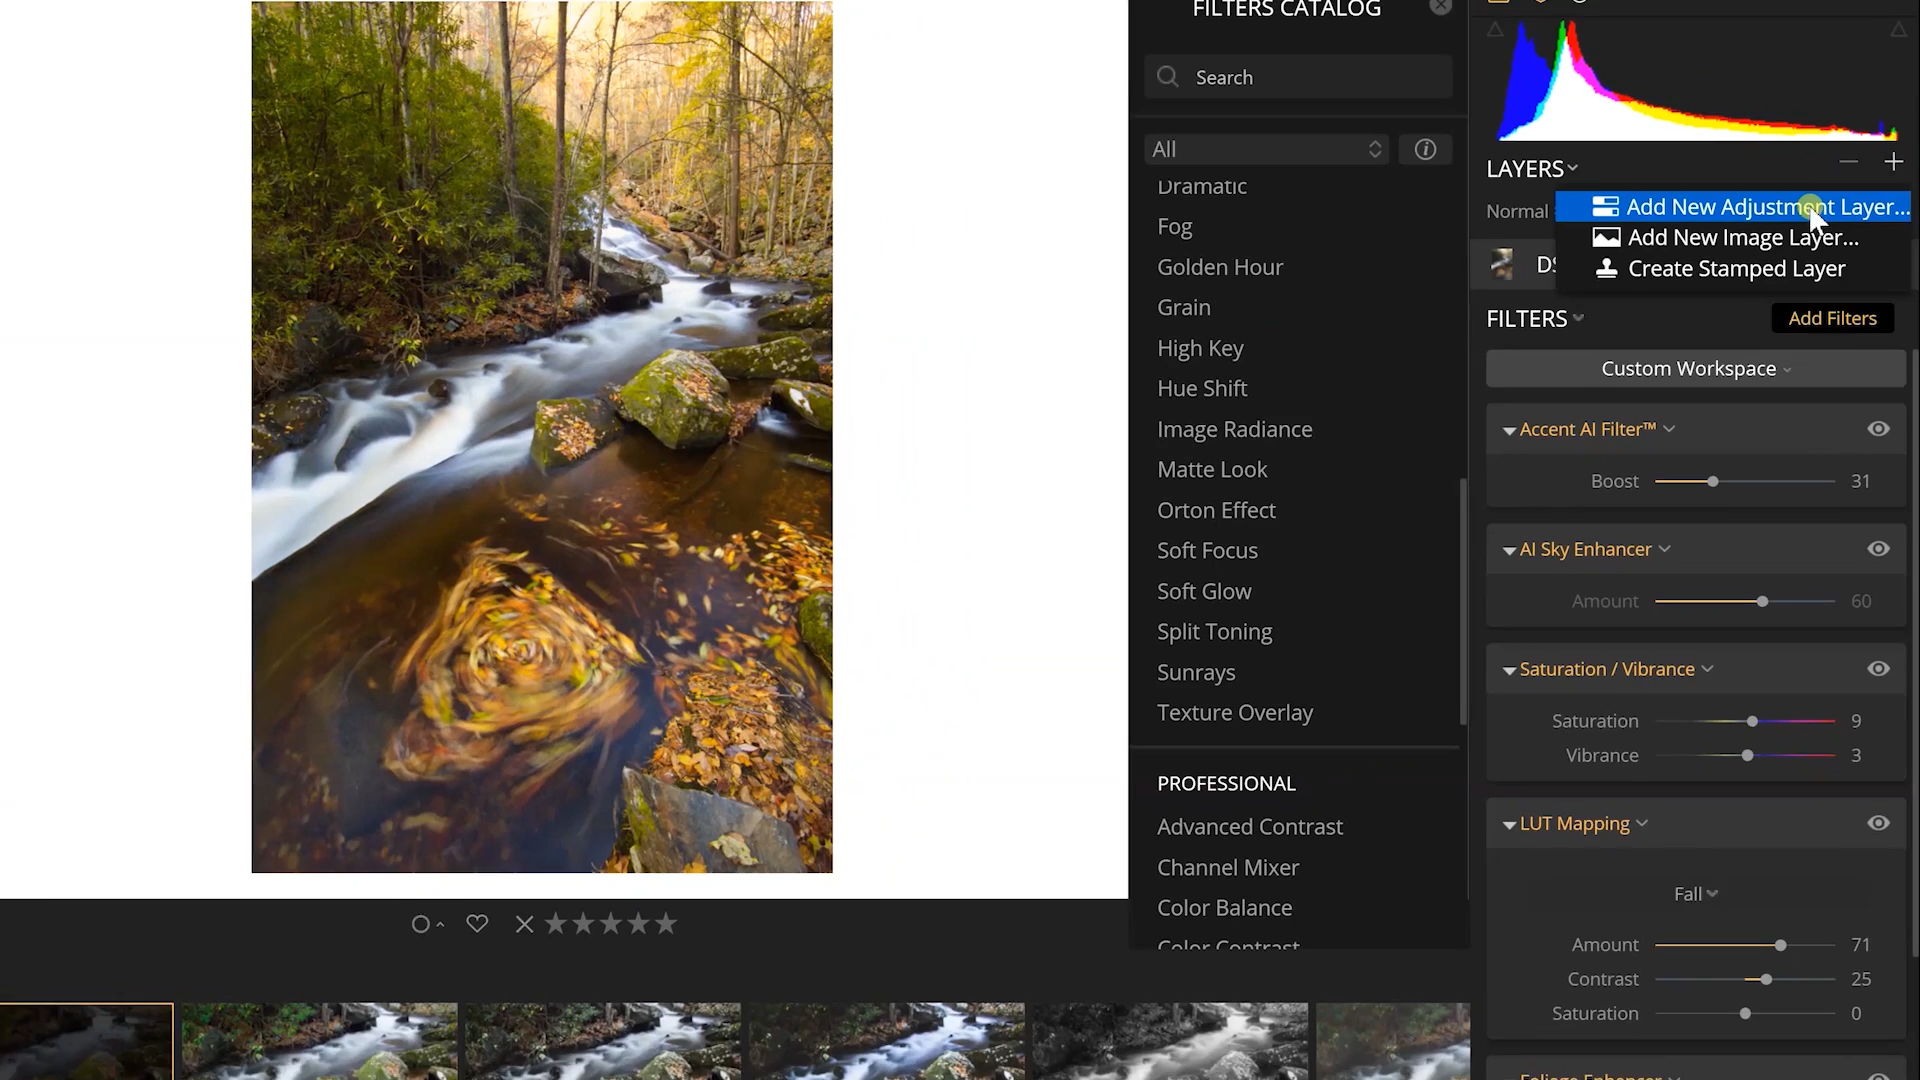 FILTERS CATALOG
Search
All
Dramatic
Fog
Golden Hour
Grain
High Key
Hue Shift
Image Radiance
Matte Look
Orton Effect
Soft Focus
Soft Glow
Split Toning
Sunrays
Texture Overlay
PROFESSIONAL
Advanced Contrast
Channel Mixer
Color Balance
Color Contrast
LAYERS
Normal
Add New Adjustment Layer...
Add New Image Layer...
Create Stamped Layer
FILTERS
Add Filters
Custom Workspace
Accent AI Filter™
Boost 31
AI Sky Enhancer
Amount 60
Saturation / Vibrance
Saturation 9
Vibrance 3
LUT Mapping
Fall
Amount 71
Contrast 25
Saturation 0
Foliage Enhancer